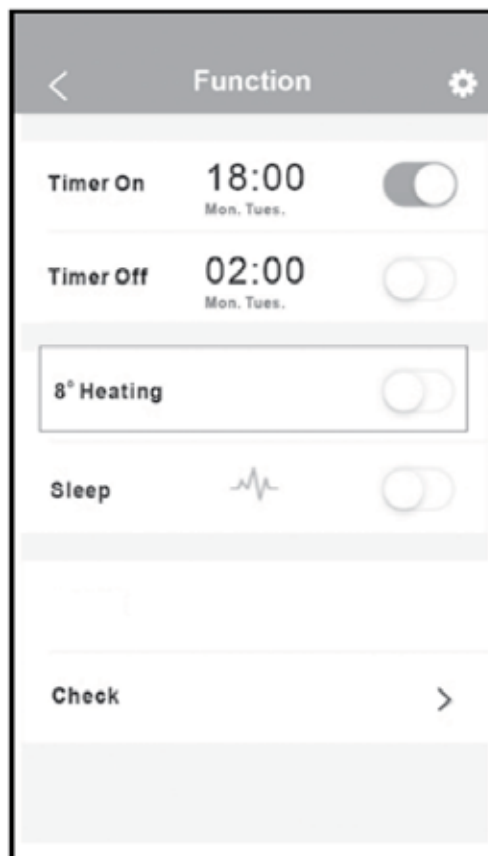 Function
Timer On 18:00
Mon. Tues.
Timer Off 02:00
Mon. Tues.
8° Heating
Sleep
Check